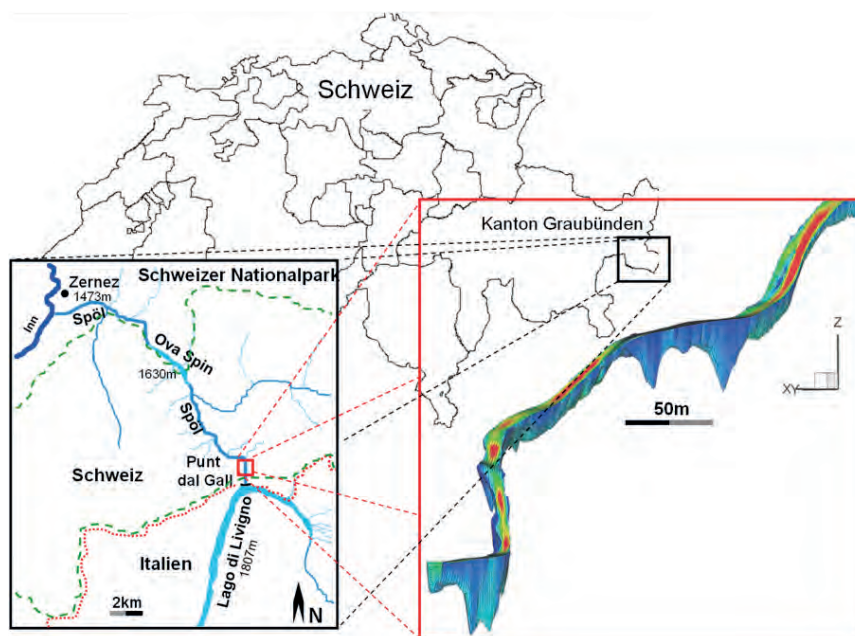 Schweiz
Kanton Graubünden
Schweizer Nationalpark
Zernez
1473m
Inn
Spöl
Ova Spin
1630m
Spöl
Punt
dal Gall
Schweiz
Lago di Livigno
1807m
Italien
2km
N
Z
XY
50m